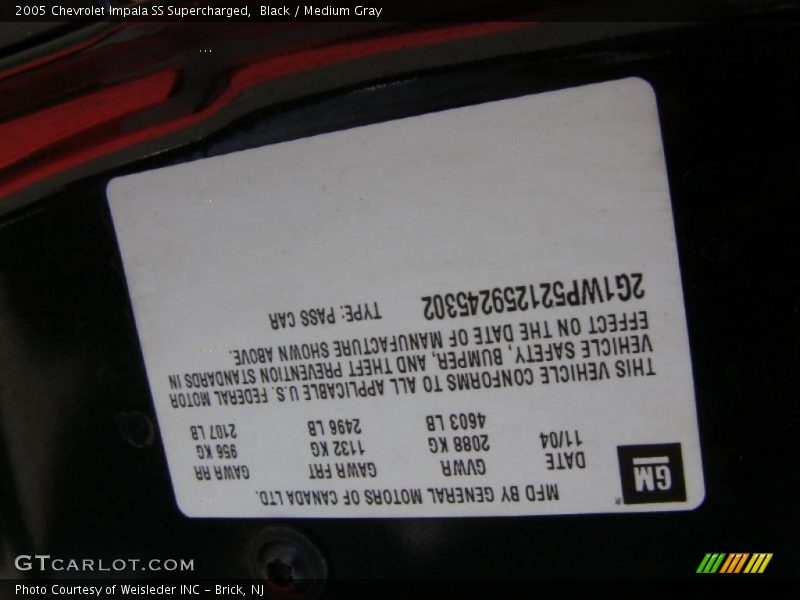 2005 Chevrolet Impala SS Supercharged, Black / Medium Gray
GM
MFD BY GENERAL MOTORS OF CANADA LTD.
DATE GVWR GAWR FRT GAWR RR
11/04 2088 KG 1132 KG 956 KG
4603 LB 2496 LB 2107 LB
THIS VEHICLE CONFORMS TO ALL APPLICABLE U.S. FEDERAL MOTOR
VEHICLE SAFETY, BUMPER, AND THEFT PREVENTION STANDARDS IN
EFFECT ON THE DATE OF MANUFACTURE SHOWN ABOVE.
2G1WP521259245302 TYPE: PASS CAR
GTCARLOT.COM
Photo Courtesy of Weisleder INC - Brick, NJ